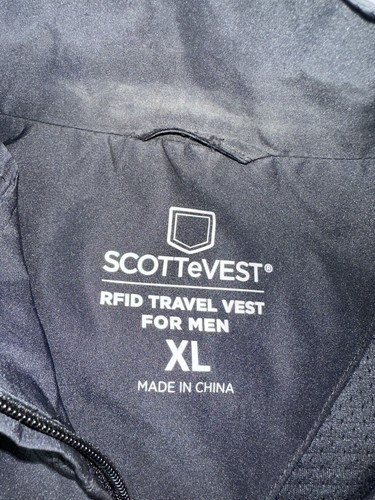 SCOTTeVEST®
RFID TRAVEL VEST
FOR MEN
XL
MADE IN CHINA